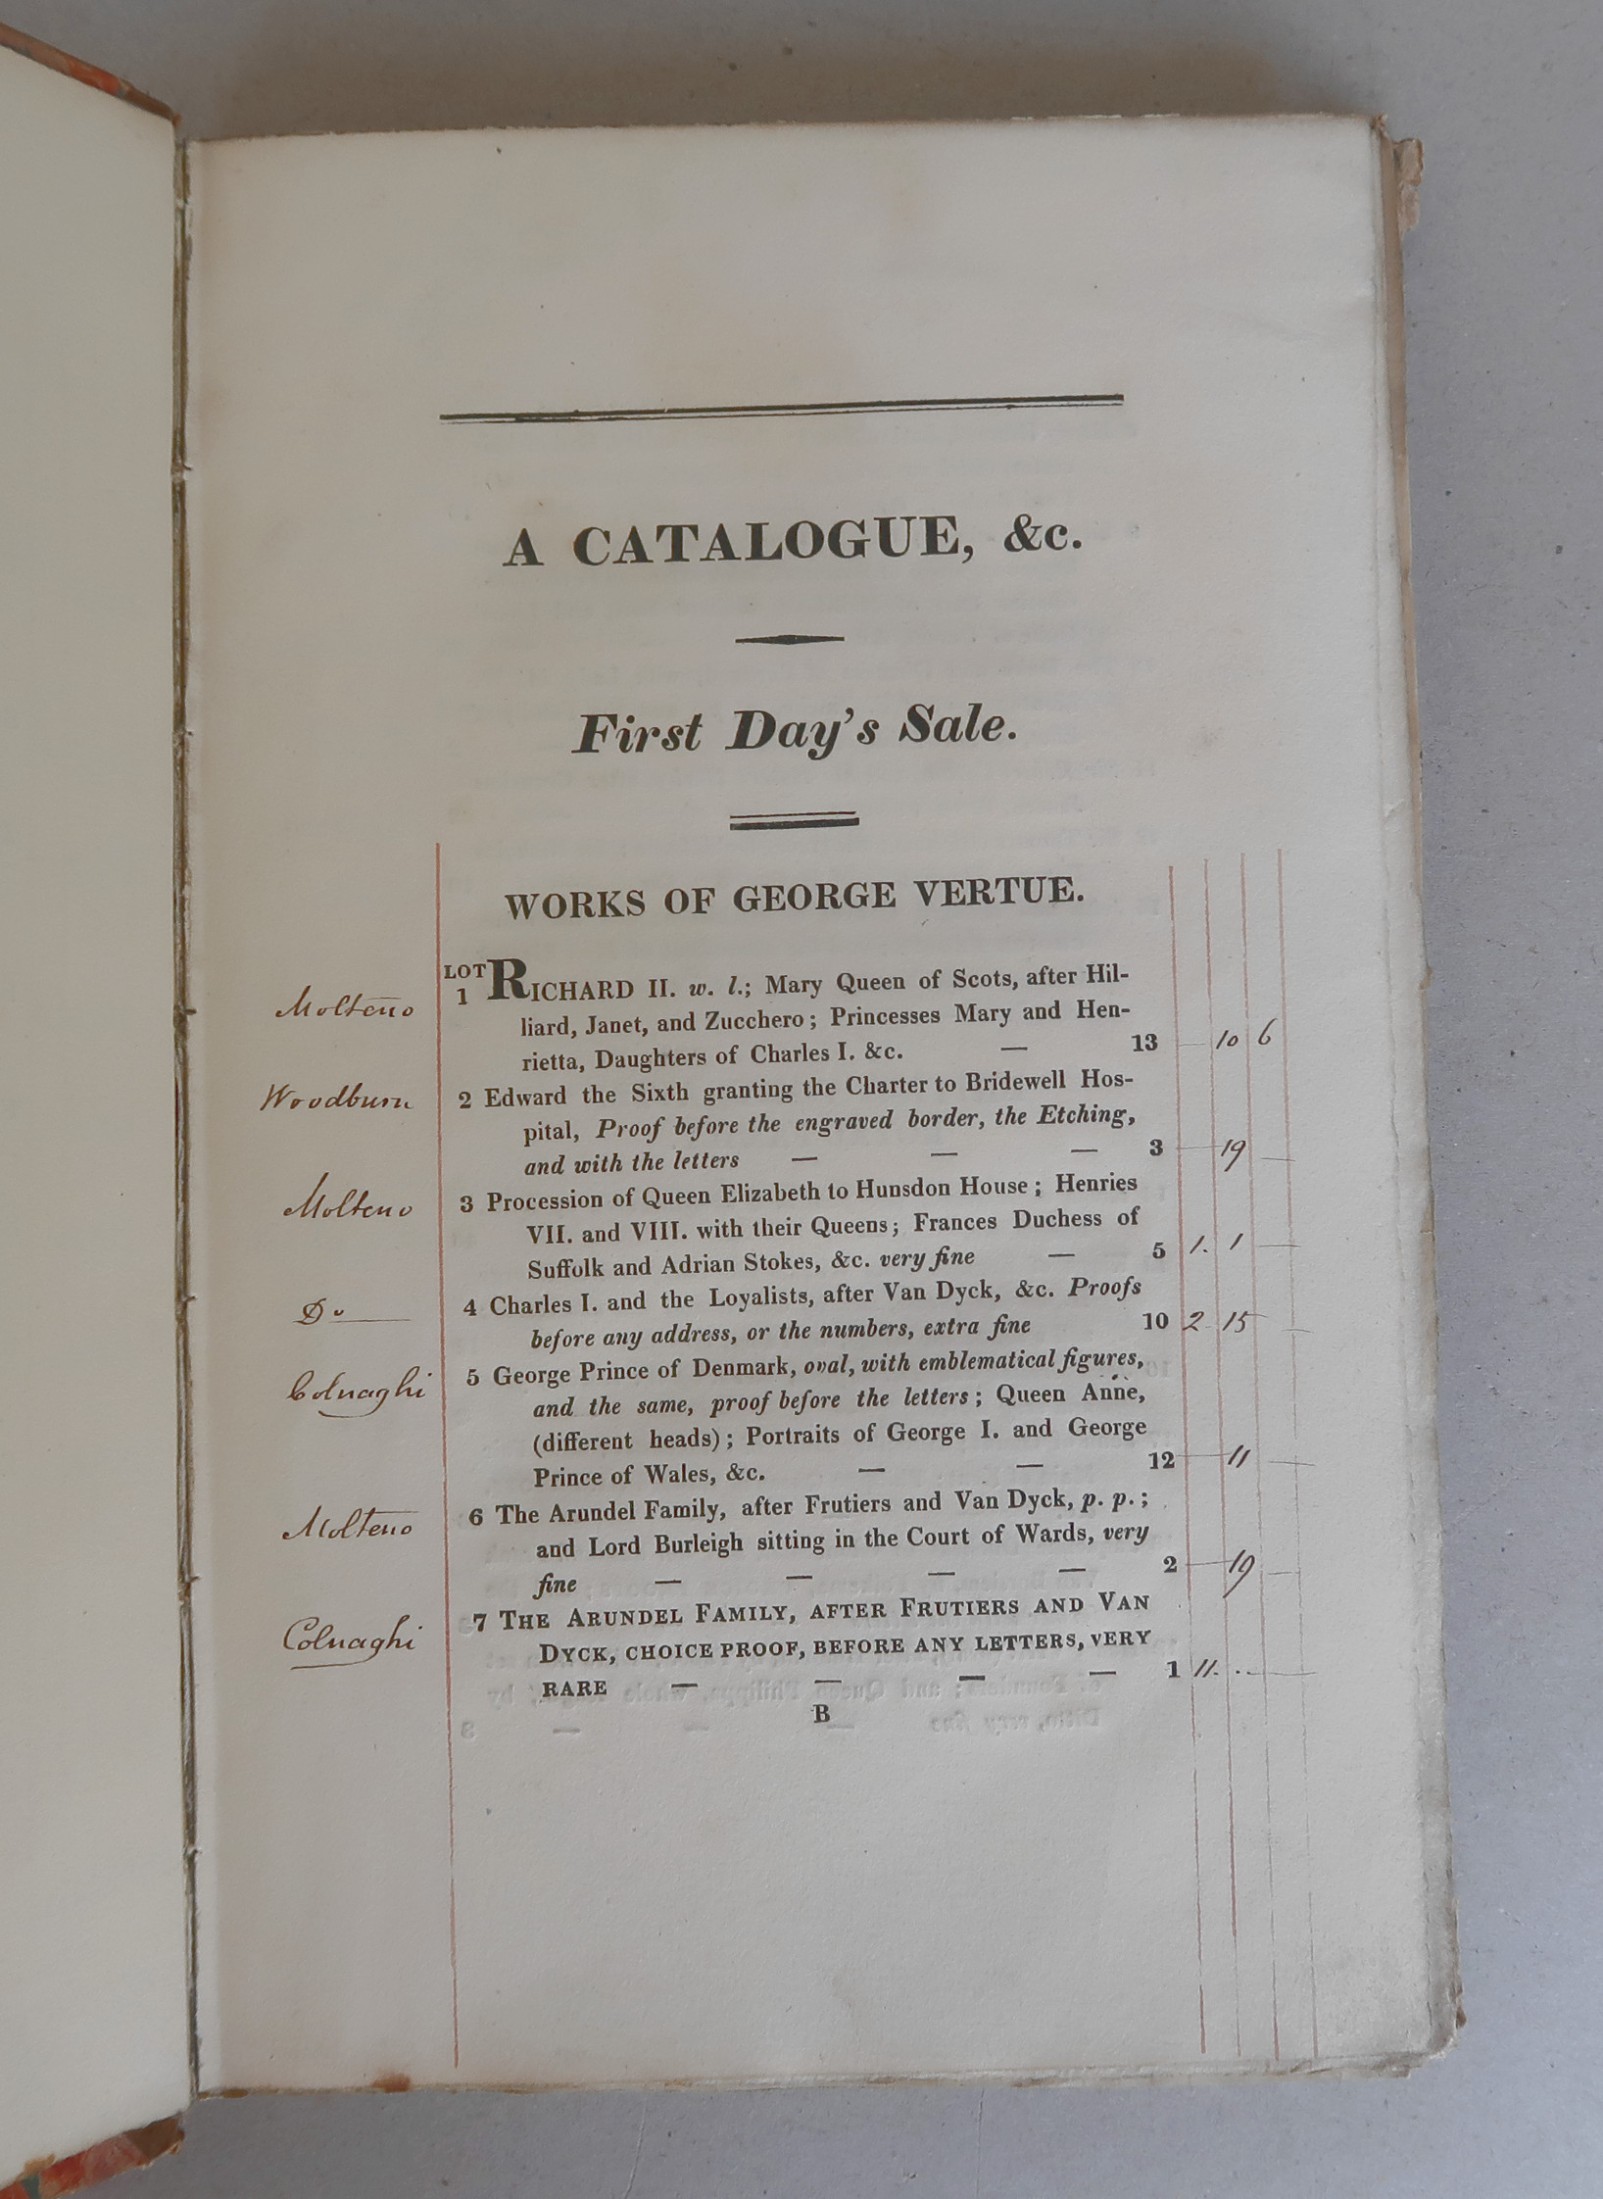 A CATALOGUE, &c.
First Day's Sale.
WORKS OF GEORGE VERTUE.
LOT
Molteno 1 RICHARD II. w. l.; Mary Queen of Scots, after Hil-
liard, Janet, and Zucchero; Princesses Mary and Hen-
rietta, Daughters of Charles I. &c. — 13 — 10 6
Woodburn 2 Edward the Sixth granting the Charter to Bridewell Hos-
pital, Proof before the engraved border, the Etching,
and with the letters — — — 3 — 19 —
Molteno 3 Procession of Queen Elizabeth to Hunsdon House; Henries
VII. and VIII. with their Queens; Frances Duchess of
Suffolk and Adrian Stokes, &c. very fine — 5 1. 1 —
Do 4 Charles I. and the Loyalists, after Van Dyck, &c. Proofs
before any address, or the numbers, extra fine 10 2 15 —
Colnaghi 5 George Prince of Denmark, oval, with emblematical figures,
and the same, proof before the letters; Queen Anne,
(different heads); Portraits of George I. and George
Prince of Wales, &c. — — 12 — 11 —
Molteno 6 The Arundel Family, after Frutiers and Van Dyck, p. p.;
and Lord Burleigh sitting in the Court of Wards, very
fine — — — — 2 — 19 —
Colnaghi 7 THE ARUNDEL FAMILY, AFTER FRUTIERS AND VAN
DYCK, CHOICE PROOF, BEFORE ANY LETTERS, VERY
RARE — — — — 1 11. .. —
B